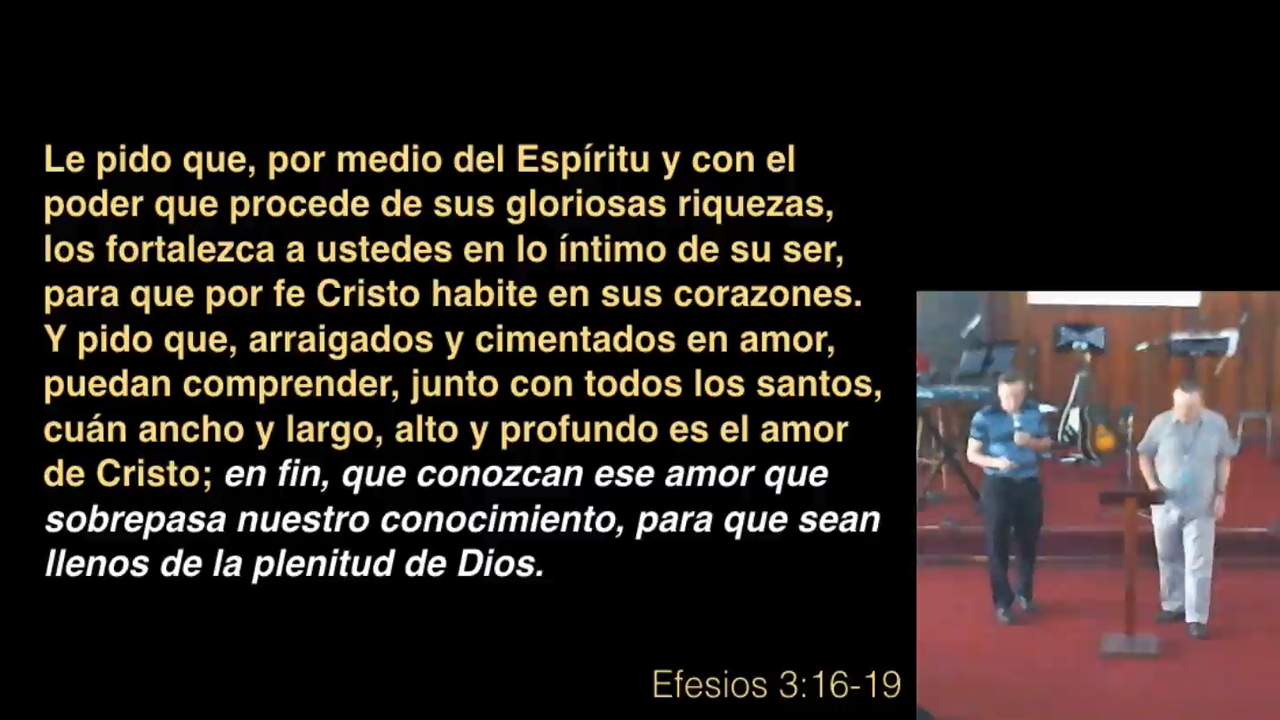 Le pido que, por medio del Espíritu y con el
poder que procede de sus gloriosas riquezas,
los fortalezca a ustedes en lo íntimo de su ser,
para que por fe Cristo habite en sus corazones.
Y pido que, arraigados y cimentados en amor,
puedan comprender, junto con todos los santos,
cuán ancho y largo, alto y profundo es el amor
de Cristo; en fin, que conozcan ese amor que
sobrepasa nuestro conocimiento, para que sean
llenos de la plenitud de Dios.
Efesios 3:16-19